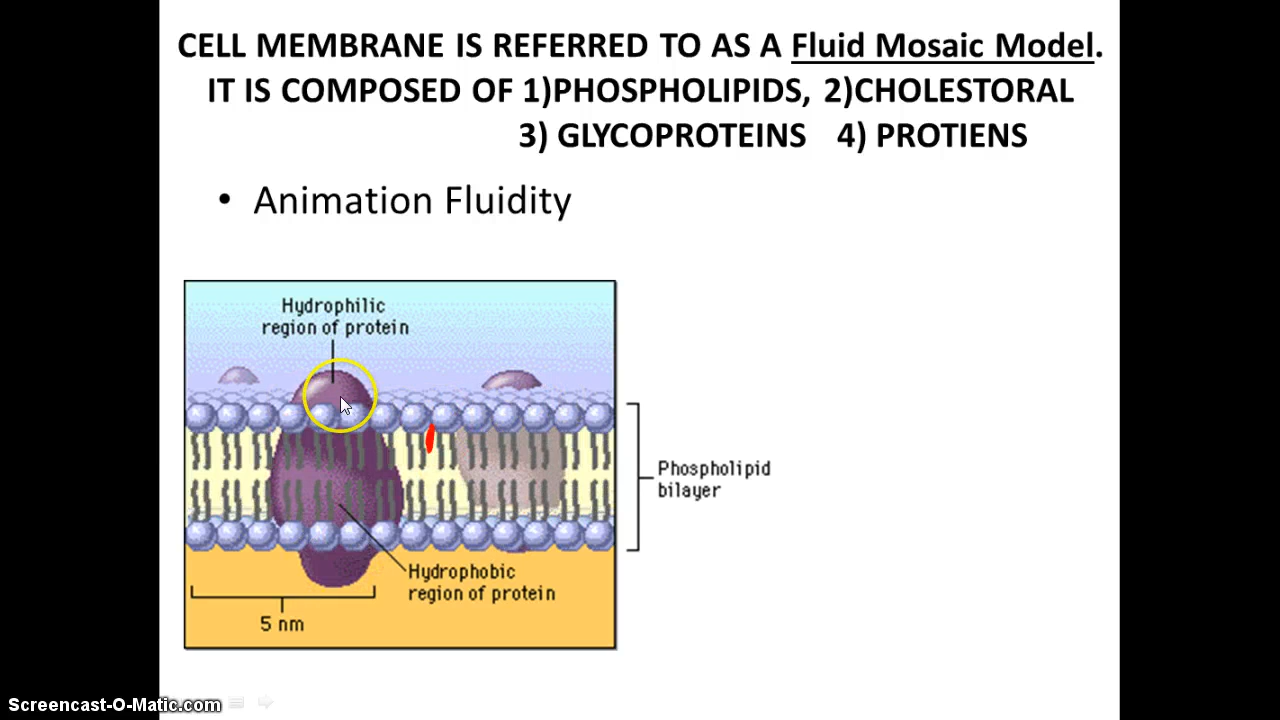 CELL MEMBRANE IS REFERRED TO AS A Fluid Mosaic Model.
IT IS COMPOSED OF 1)PHOSPHOLIPIDS, 2)CHOLESTORAL
3) GLYCOPROTEINS 4) PROTIENS
• Animation Fluidity
Hydrophilic
region of protein
Phospholipid
bilayer
Hydrophobic
region of protein
5 nm
Screencast-O-Matic.com